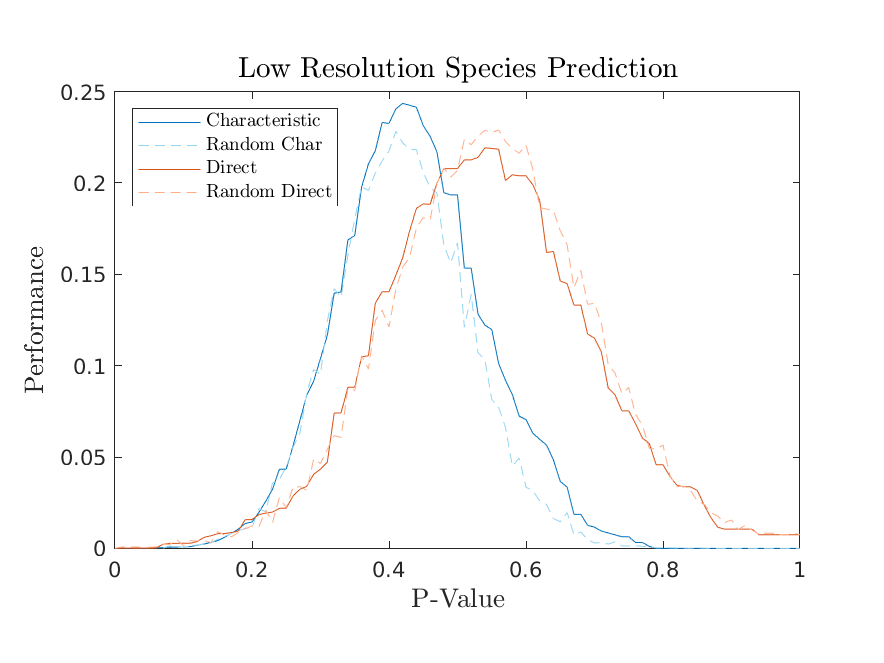 Low Resolution Species Prediction
0.25
0.2
0.15
0.1
0.05
0
Performance
Characteristic
Random Char
Direct
Random Direct
0 0.2 0.4 0.6 0.8 1
P-Value